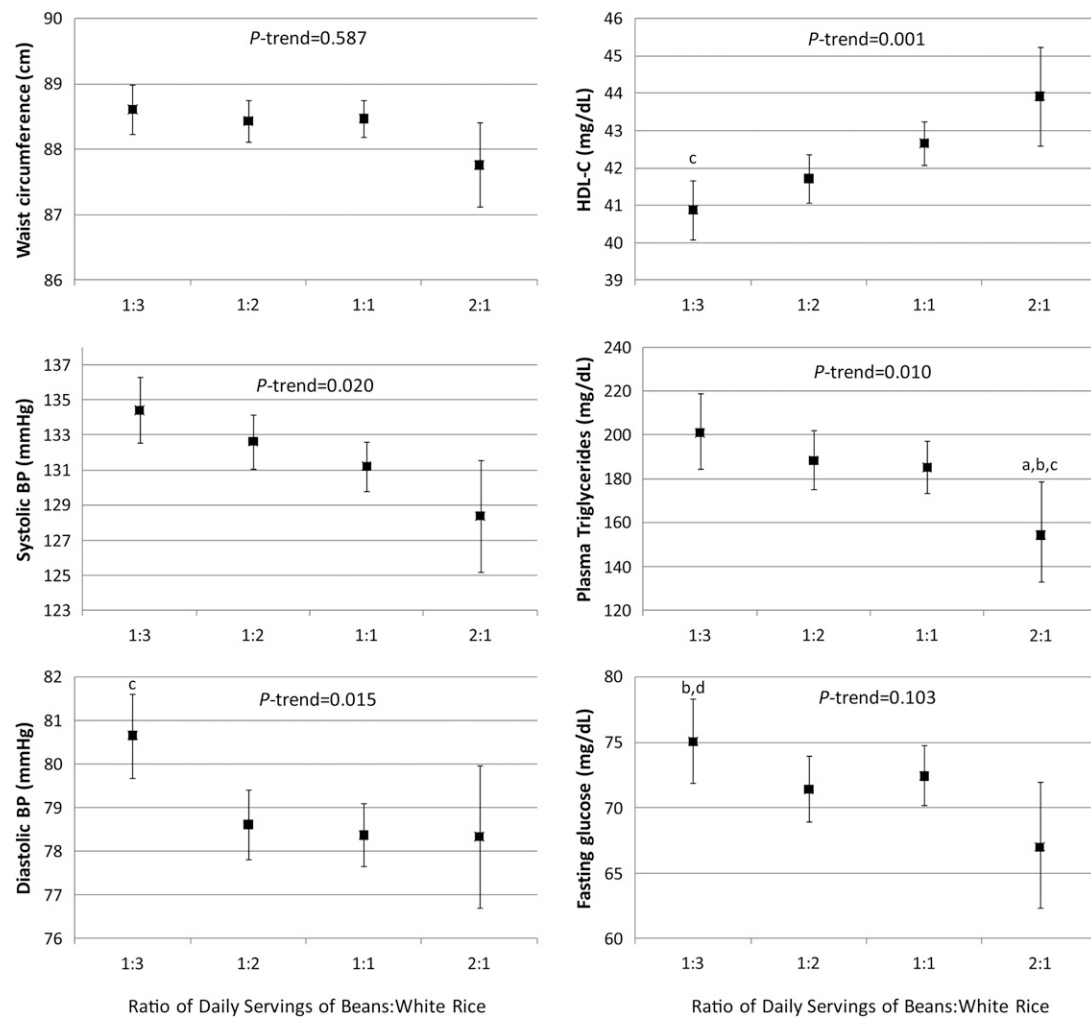 Waist circumference (cm)
90
89
88
87
86
P-trend=0.587
1:3 1:2 1:1 2:1
HDL-C (mg/dL)
46
45
44
43
42
41
40
39
P-trend=0.001
c
1:3 1:2 1:1 2:1
Systolic BP (mmHg)
137
135
133
131
129
127
125
123
P-trend=0.020
1:3 1:2 1:1 2:1
Plasma Triglycerides (mg/dL)
240
220
200
180
160
140
120
P-trend=0.010
a,b,c
1:3 1:2 1:1 2:1
Diastolic BP (mmHg)
82
81
80
79
78
77
76
c
P-trend=0.015
1:3 1:2 1:1 2:1
Ratio of Daily Servings of Beans:White Rice
Fasting glucose (mg/dL)
80
75
70
65
60
b,d
P-trend=0.103
1:3 1:2 1:1 2:1
Ratio of Daily Servings of Beans:White Rice